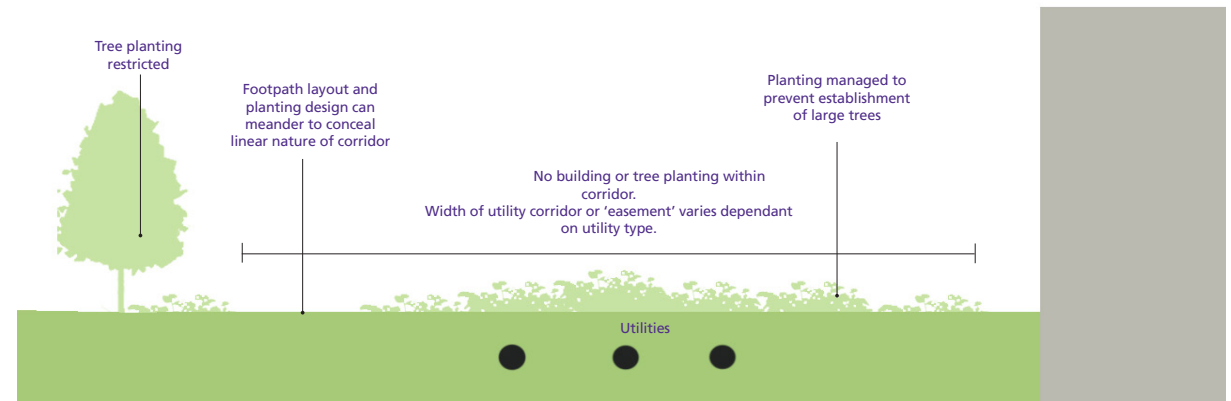 Tree planting
restricted
Footpath layout and
planting design can
meander to conceal
linear nature of corridor
Planting managed to
prevent establishment
of large trees
No building or tree planting within
corridor.
Width of utility corridor or ‘easement’ varies dependant
on utility type.
Utilities